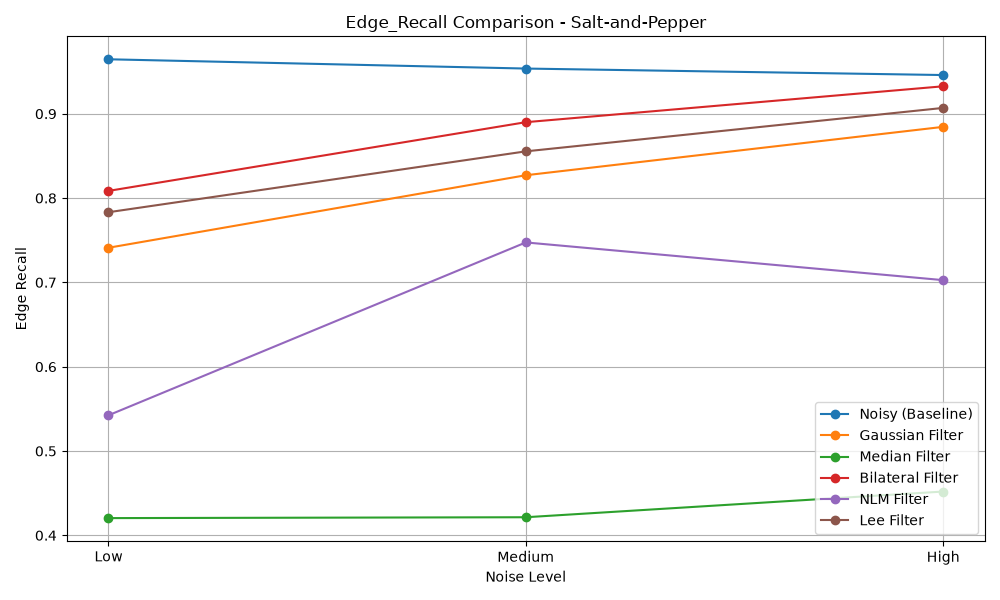 Edge_Recall Comparison - Salt-and-Pepper
Edge Recall
0.9
0.8
0.7
0.6
0.5
0.4
Low
Medium
High
Noise Level
Noisy (Baseline)
Gaussian Filter
Median Filter
Bilateral Filter
NLM Filter
Lee Filter